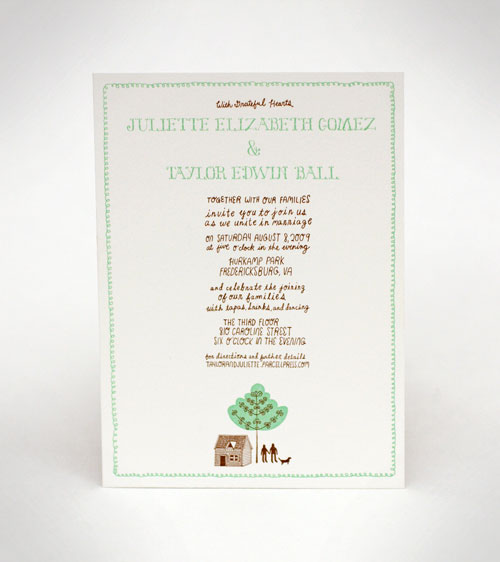 With Grateful Hearts
JULIETTE ELIZABETH GOMEZ
&
TAYLOR EDWIN BALL
TOGETHER WITH OUR FAMILIES
invite you to join us
as we unite in marriage
ON SATURDAY AUGUST 8, 2009
at five o'clock in the evening
HURKAMP PARK
FREDERICKSBURG, VA
and celebrate the joining
of our families
with tapas, drinks, and dancing
THE THIRD FLOOR
810 CAROLINE STREET
SIX O'CLOCK IN THE EVENING
for directions and further details
TAYLORANDJULIETTE.PARCELLPRESS.COM